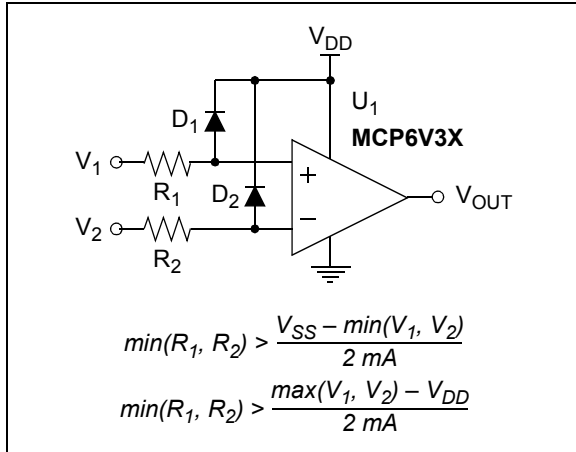 V_DD
U_1
D_1
MCP6V3X
V_1
+
R_1
D_2
V_OUT
V_2
−
R_2
min(R_1, R_2) > (V_SS – min(V_1, V_2)) / 2 mA
min(R_1, R_2) > (max(V_1, V_2) – V_DD) / 2 mA